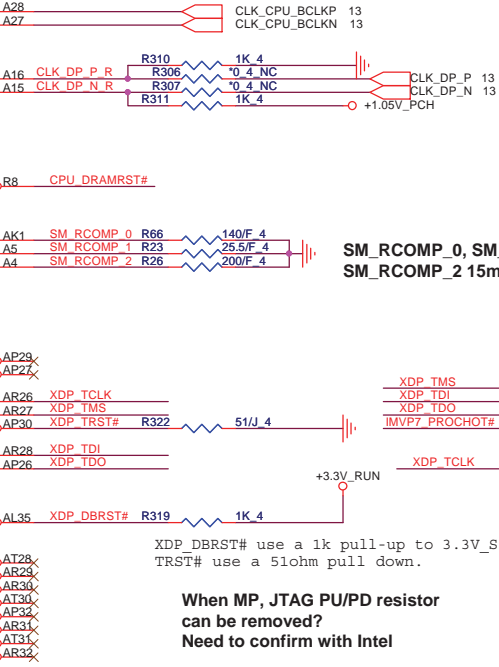 A28 CLK_CPU_BCLKP 13
A27 CLK_CPU_BCLKN 13
R310 1K_4
A16 CLK_DP_P_R R306 *0_4_NC CLK_DP_P 13
A15 CLK_DP_N_R R307 *0_4_NC CLK_DP_N 13
R311 1K_4 +1.05V_PCH
R8 CPU_DRAMRST#
AK1 SM_RCOMP_0 R66 140/F_4
A5 SM_RCOMP_1 R23 25.5/F_4
A4 SM_RCOMP_2 R26 200/F_4
SM_RCOMP_0, SM_
SM_RCOMP_2 15m
AP29
AP27
AR26 XDP_TCLK
AR27 XDP_TMS
AP30 XDP_TRST# R322 51/J_4
AR28 XDP_TDI
AP26 XDP_TDO
XDP_TMS
XDP_TDI
XDP_TDO
IMVP7_PROCHOT#
XDP_TCLK
+3.3V_RUN
AL35 XDP_DBRST# R319 1K_4
XDP_DBRST# use a 1k pull-up to 3.3V_S
TRST# use a 51ohm pull down.
AT28
AR29
AR30
AT30
AP32
AR31
AT31
AR32
When MP, JTAG PU/PD resistor
can be removed?
Need to confirm with Intel